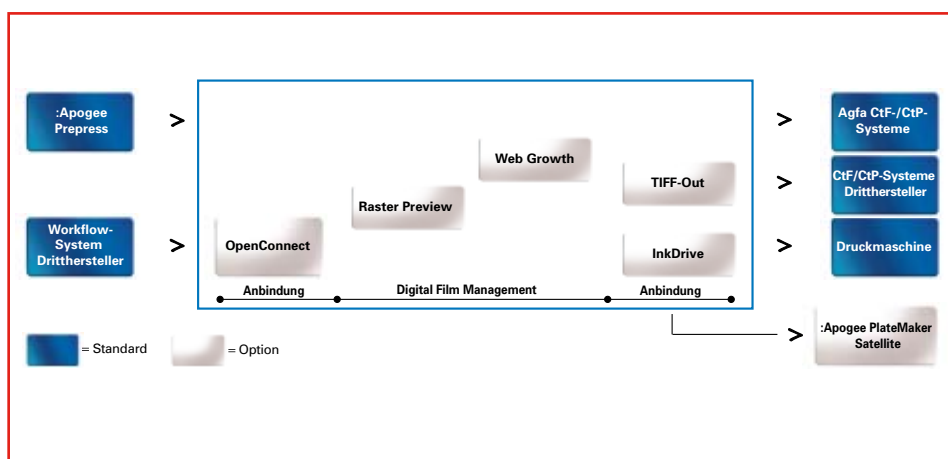 :Apogee
Prepress
Agfa CtF-/CtP-
Systeme
Web Growth
TIFF-Out
CtF/CtP-Systeme
Dritthersteller
Raster Preview
Workflow-
System
Dritthersteller
OpenConnect
InkDrive
Druckmaschine
Anbindung
Digital Film Management
Anbindung
:Apogee PlateMaker
Satellite
= Standard
= Option